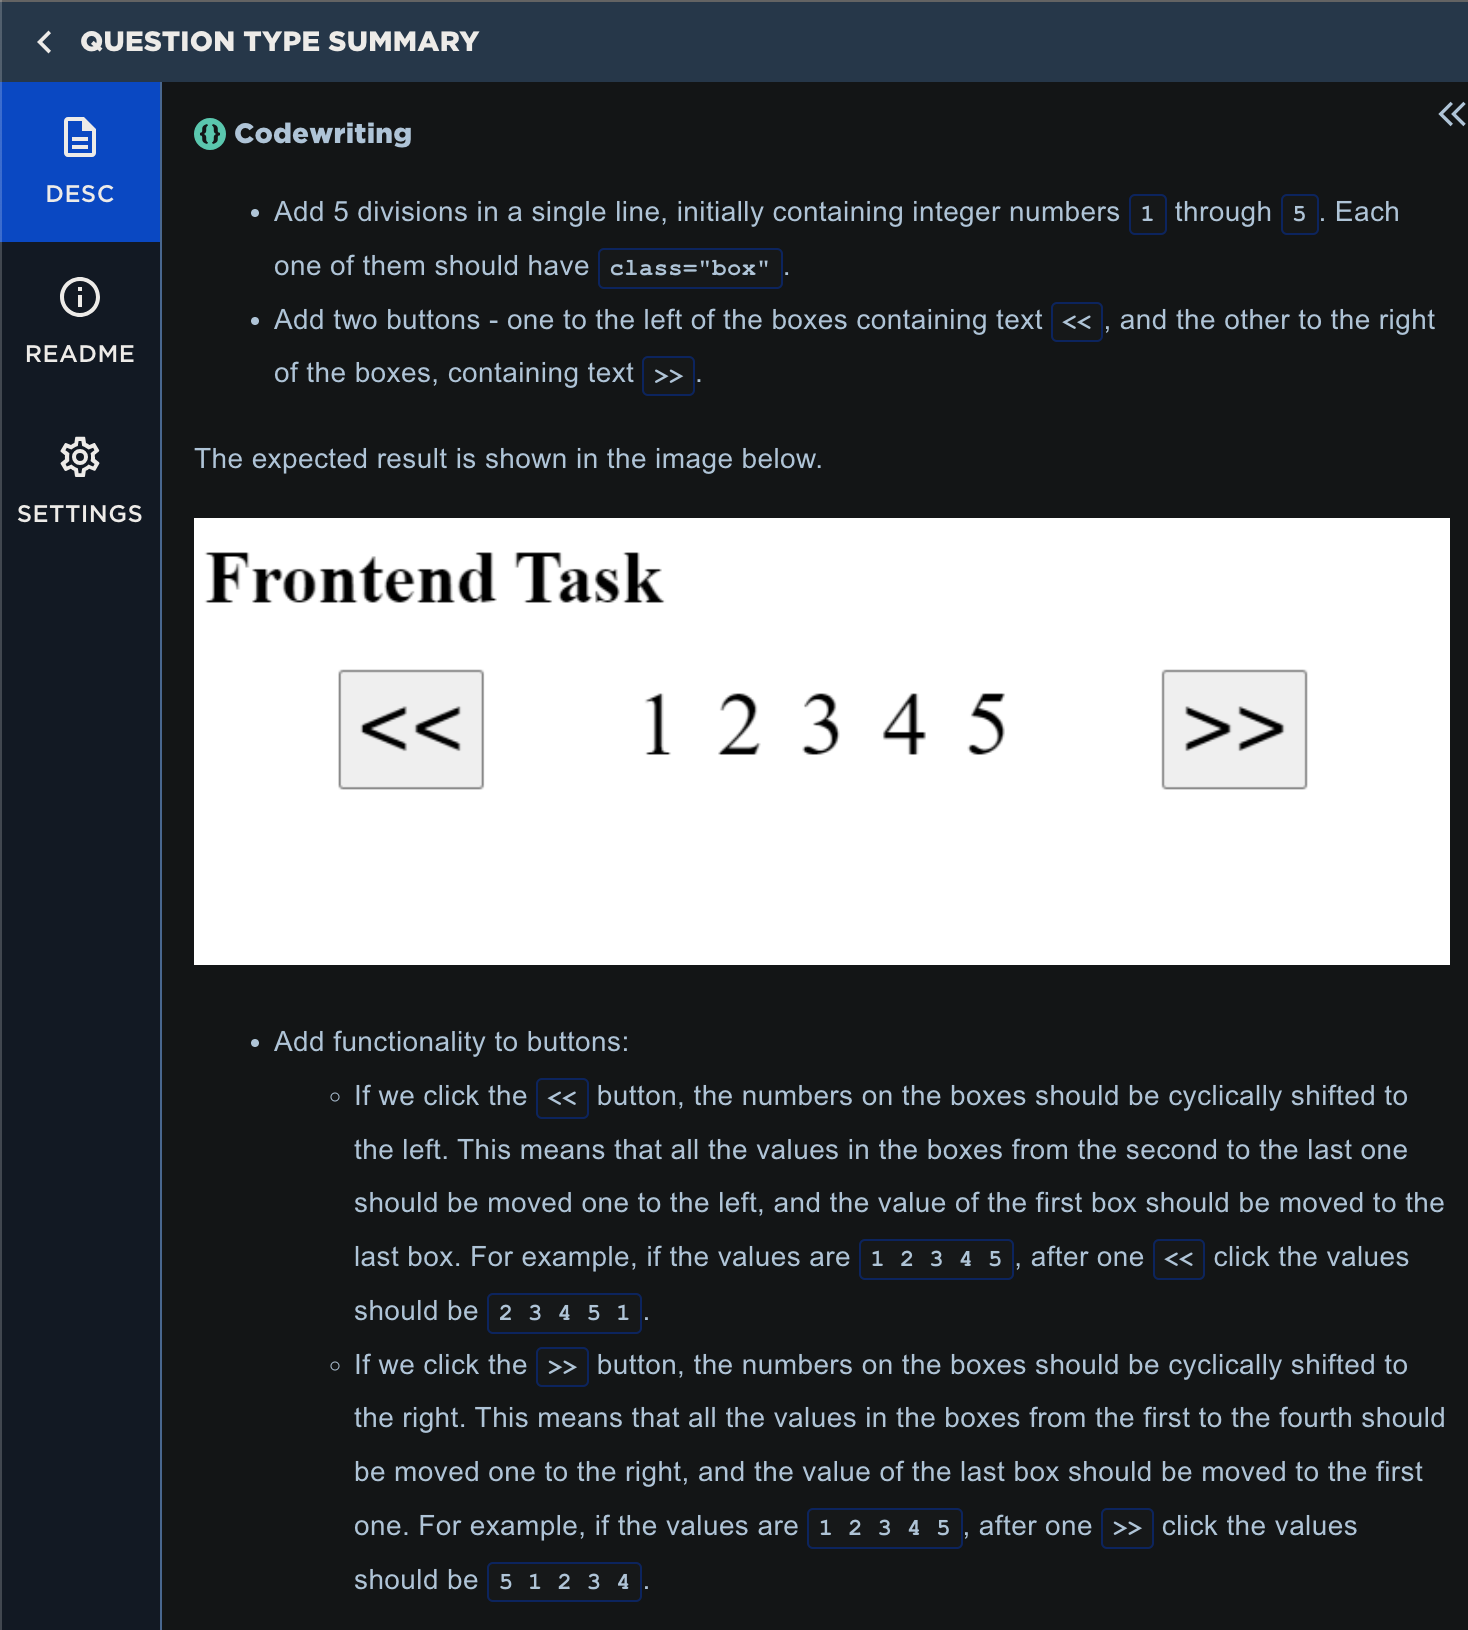 QUESTION TYPE SUMMARY
DESC
README
SETTINGS
Codewriting
Add 5 divisions in a single line, initially containing integer numbers 1 through 5. Each
one of them should have class="box".
Add two buttons - one to the left of the boxes containing text <<, and the other to the right
of the boxes, containing text >>.
The expected result is shown in the image below.
Frontend Task
<< 1 2 3 4 5 >>
Add functionality to buttons:
If we click the << button, the numbers on the boxes should be cyclically shifted to
the left. This means that all the values in the boxes from the second to the last one
should be moved one to the left, and the value of the first box should be moved to the
last box. For example, if the values are 1 2 3 4 5, after one << click the values
should be 2 3 4 5 1.
If we click the >> button, the numbers on the boxes should be cyclically shifted to
the right. This means that all the values in the boxes from the first to the fourth should
be moved one to the right, and the value of the last box should be moved to the first
one. For example, if the values are 1 2 3 4 5, after one >> click the values
should be 5 1 2 3 4.